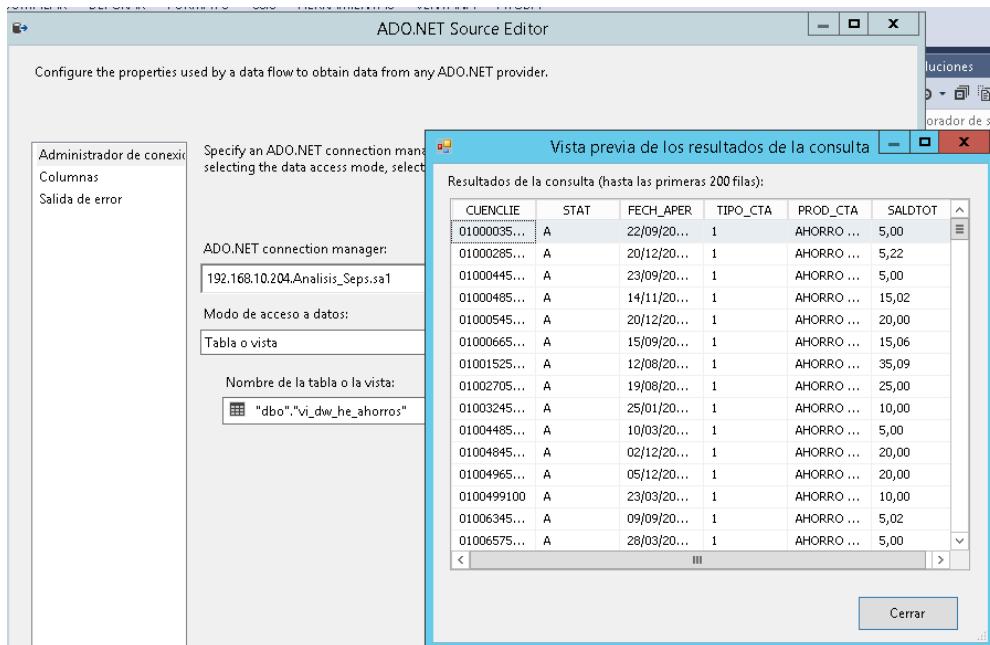 ADO.NET Source Editor
Configure the properties used by a data flow to obtain data from any ADO.NET provider.
luciones
orador de s
Administrador de conexió
Columnas
Salida de error
Specify an ADO.NET connection mana
selecting the data access mode, select
ADO.NET connection manager:
192.168.10.204.Analisis_Seps.sa1
Modo de acceso a datos:
Tabla o vista
Nombre de la tabla o la vista:
"dbo"."vi_dw_he_ahorros"
Vista previa de los resultados de la consulta
Resultados de la consulta (hasta las primeras 200 filas):
CUENCLIE STAT FECH_APER TIPO_CTA PROD_CTA SALDTOT
01000035... A 22/09/20... 1 AHORRO ... 5,00
01000285... A 20/12/20... 1 AHORRO ... 5,22
01000445... A 23/09/20... 1 AHORRO ... 5,00
01000485... A 14/11/20... 1 AHORRO ... 15,02
01000545... A 20/12/20... 1 AHORRO ... 20,00
01000665... A 15/09/20... 1 AHORRO ... 15,06
01001525... A 12/08/20... 1 AHORRO ... 35,09
01002705... A 19/08/20... 1 AHORRO ... 25,00
01003245... A 25/01/20... 1 AHORRO ... 10,00
01004485... A 10/03/20... 1 AHORRO ... 5,00
01004845... A 02/12/20... 1 AHORRO ... 20,00
01004965... A 05/12/20... 1 AHORRO ... 20,00
0100499100 A 23/03/20... 1 AHORRO ... 10,00
01006345... A 09/09/20... 1 AHORRO ... 5,02
01006575... A 28/03/20... 1 AHORRO ... 5,00
Cerrar